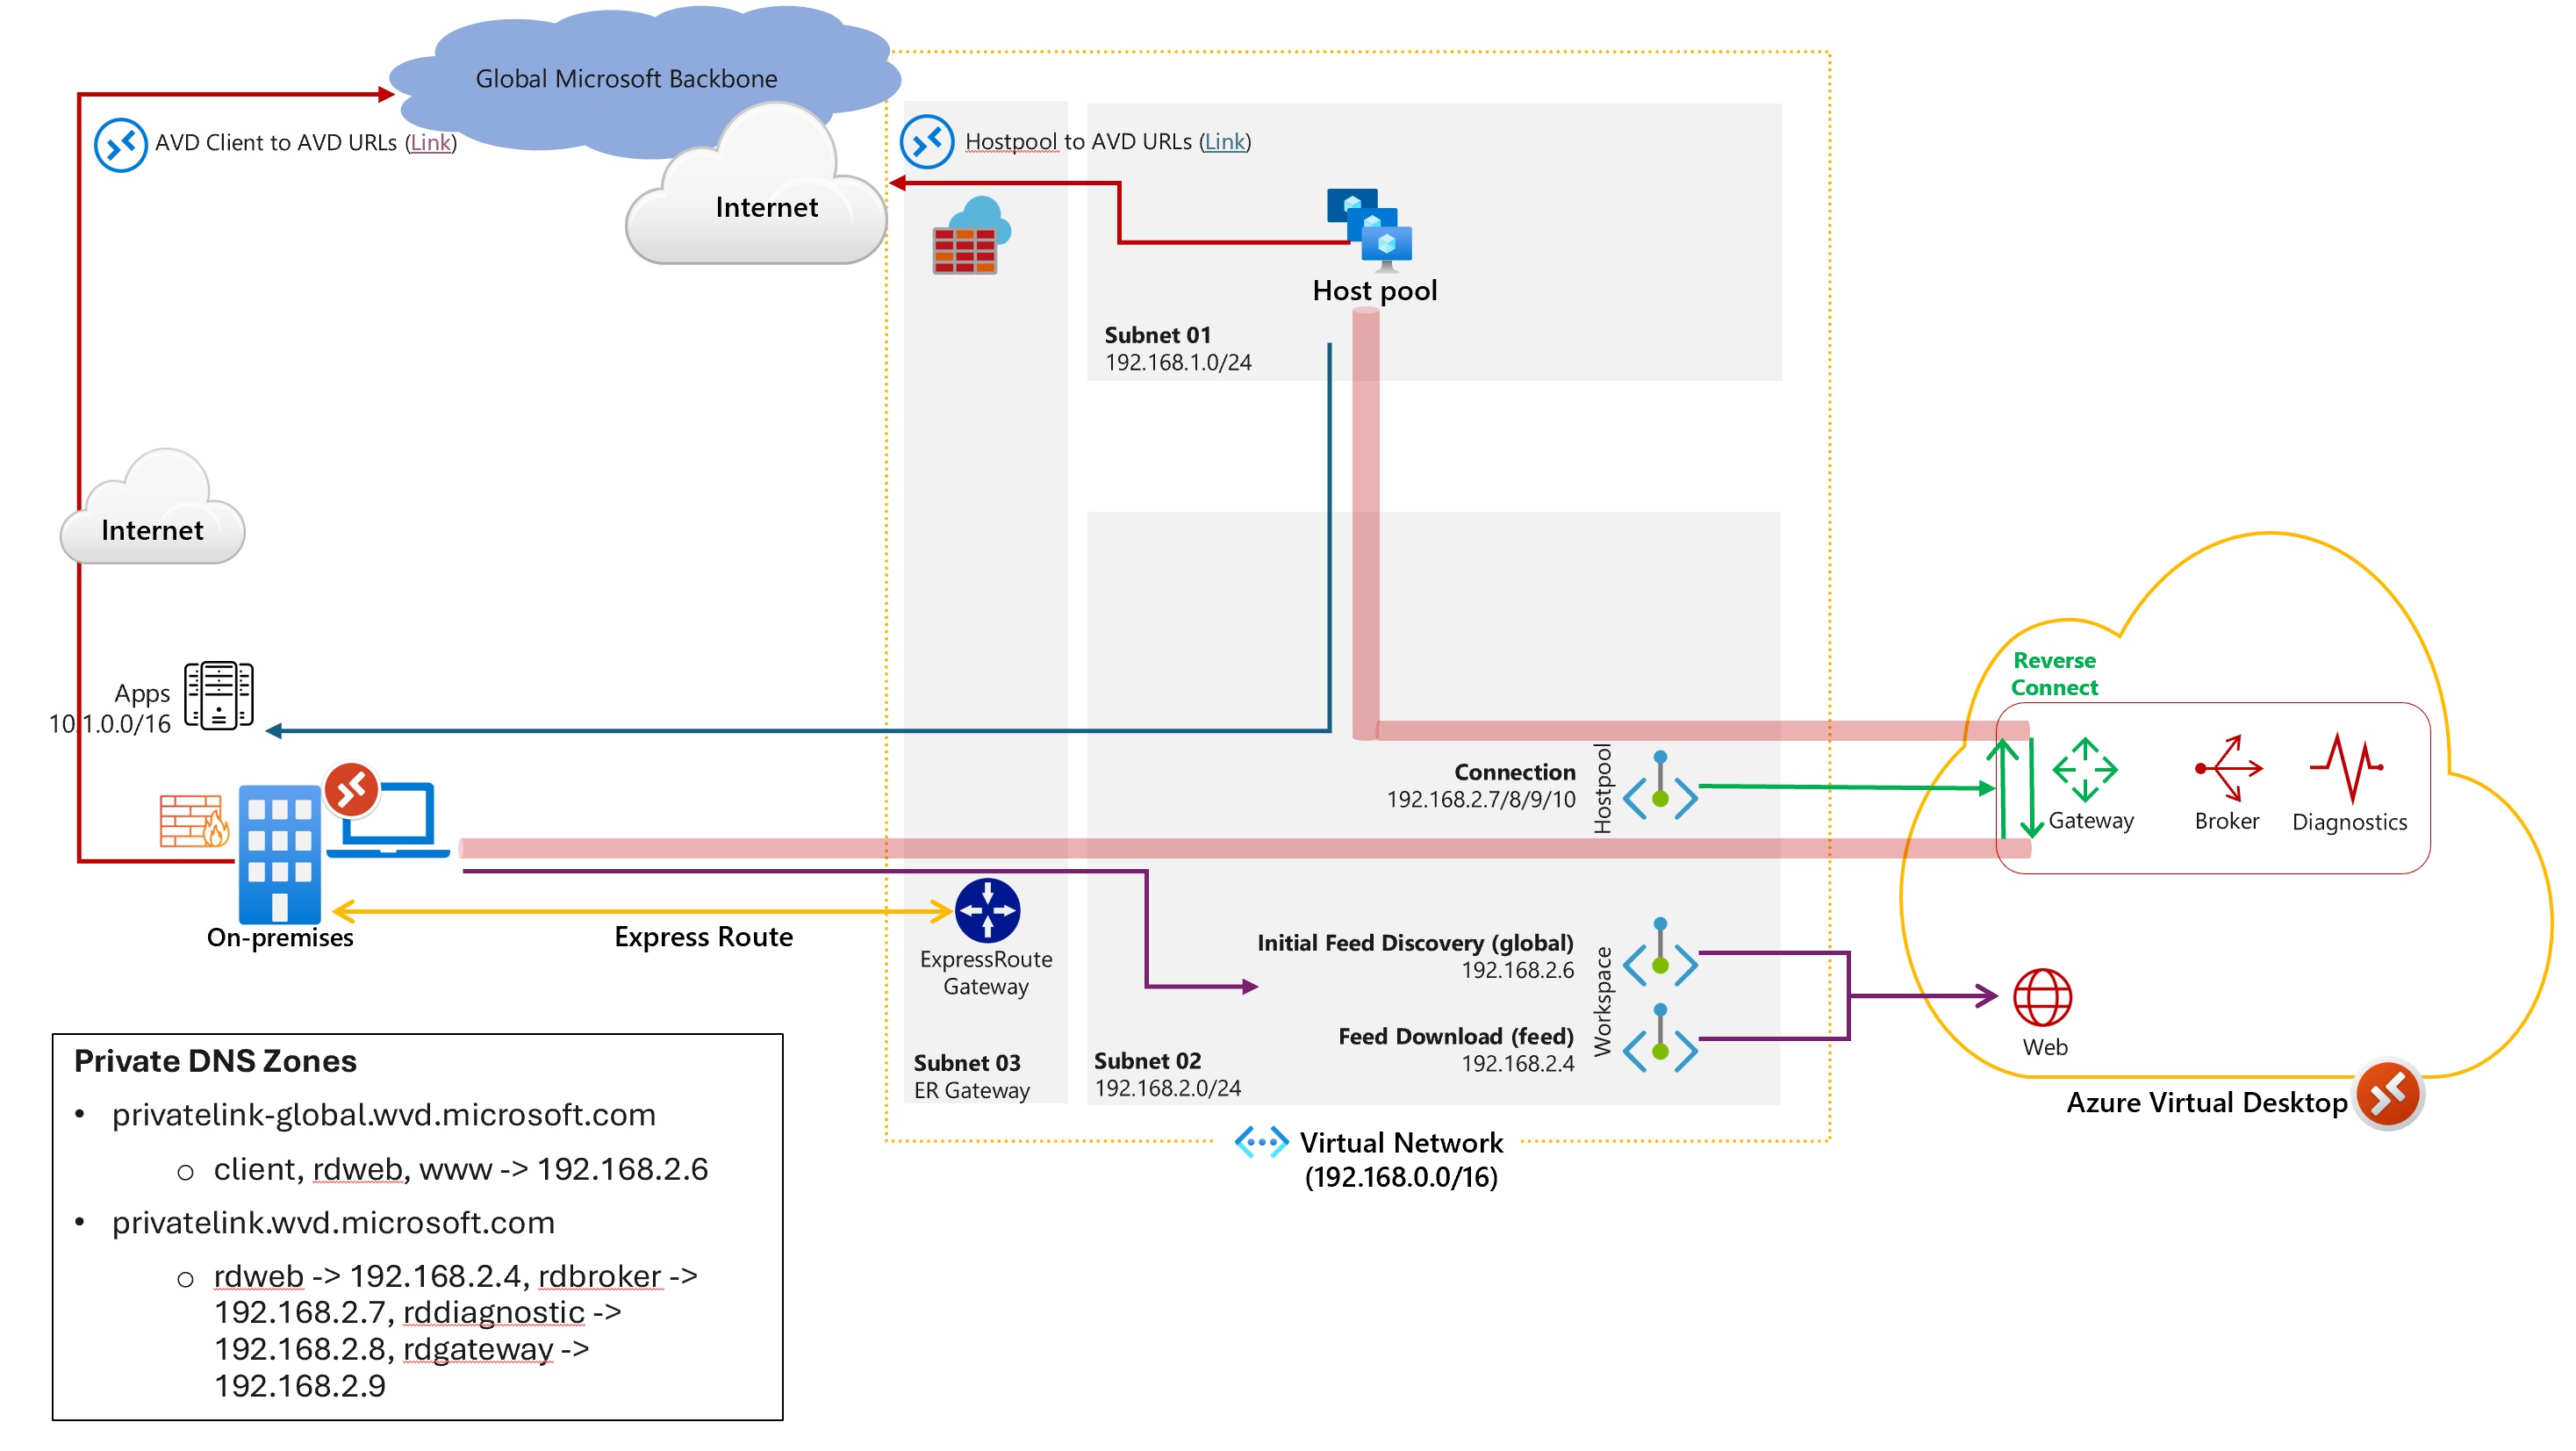 Global Microsoft Backbone
AVD Client to AVD URLs (Link)
Internet
Hostpool to AVD URLs (Link)
Host pool
Subnet 01
192.168.1.0/24
Internet
Apps
10.1.0.0/16
On-premises
Express Route
ExpressRoute
Gateway
Subnet 03
ER Gateway
Subnet 02
192.168.2.0/24
Connection
192.168.2.7/8/9/10
Hostpool
Initial Feed Discovery (global)
192.168.2.6
Feed Download (feed)
192.168.2.4
Workspace
Virtual Network
(192.168.0.0/16)
Reverse
Connect
Gateway
Broker
Diagnostics
Web
Azure Virtual Desktop
Private DNS Zones
• privatelink-global.wvd.microsoft.com
o client, rdweb, www -> 192.168.2.6
• privatelink.wvd.microsoft.com
o rdweb -> 192.168.2.4, rdbroker ->
192.168.2.7, rddiagnostic ->
192.168.2.8, rdgateway ->
192.168.2.9